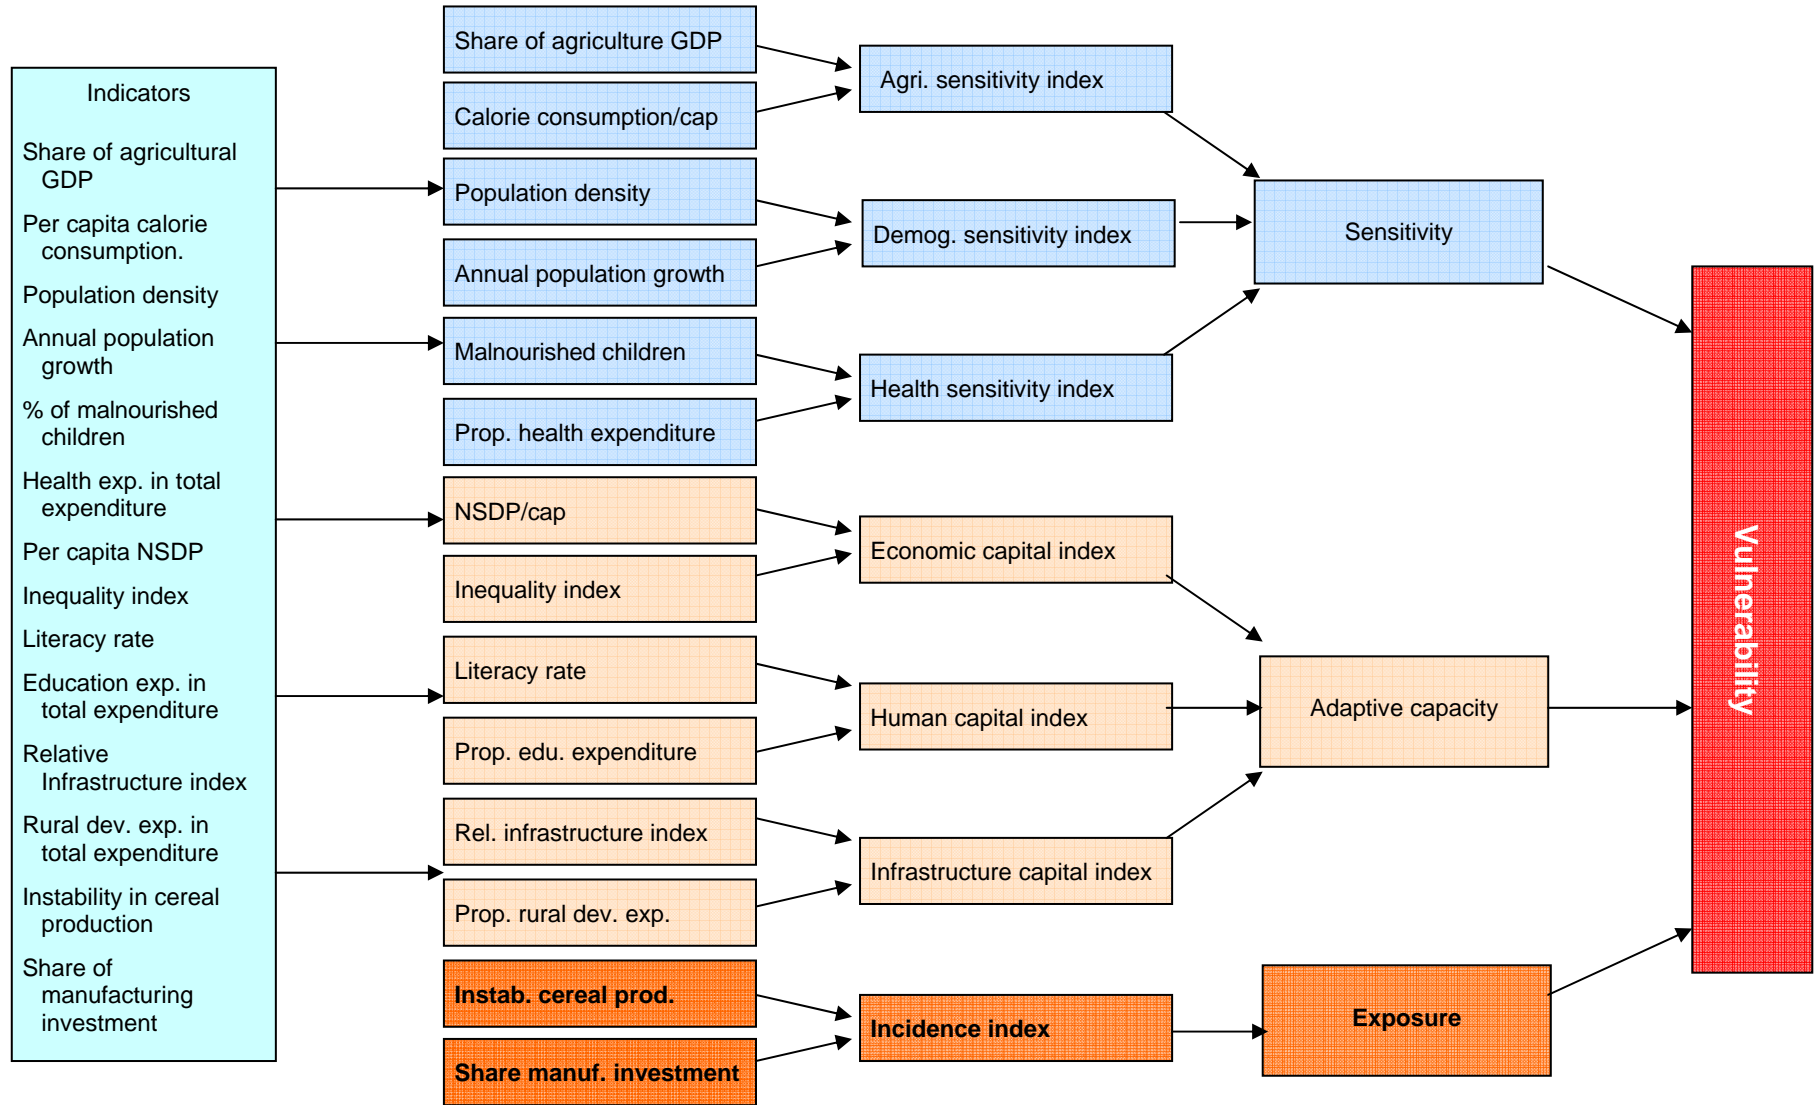 Indicators
Share of agricultural
GDP
Per capita calorie
consumption.
Population density
Annual population
growth
% of malnourished
children
Health exp. in total
expenditure
Per capita NSDP
Inequality index
Literacy rate
Education exp. in
total expenditure
Relative
Infrastructure index
Rural dev. exp. in
total expenditure
Instability in cereal
production
Share of
manufacturing
investment
Share of agriculture GDP
Calorie consumption/cap
Population density
Annual population growth
Malnourished children
Prop. health expenditure
NSDP/cap
Inequality index
Literacy rate
Prop. edu. expenditure
Rel. infrastructure index
Prop. rural dev. exp.
Instab. cereal prod.
Share manuf. investment
Agri. sensitivity index
Demog. sensitivity index
Health sensitivity index
Economic capital index
Human capital index
Infrastructure capital index
Incidence index
Sensitivity
Adaptive capacity
Exposure
Vulnerability